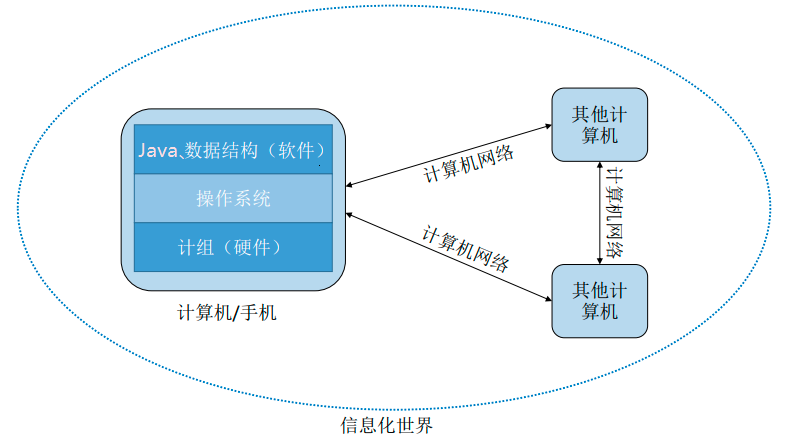 Java、数据结构（软件）
操作系统
计组（硬件）
计算机/手机
计算机网络
计算机网络
其他计
算机
计算机网络
其他计
算机
信息化世界